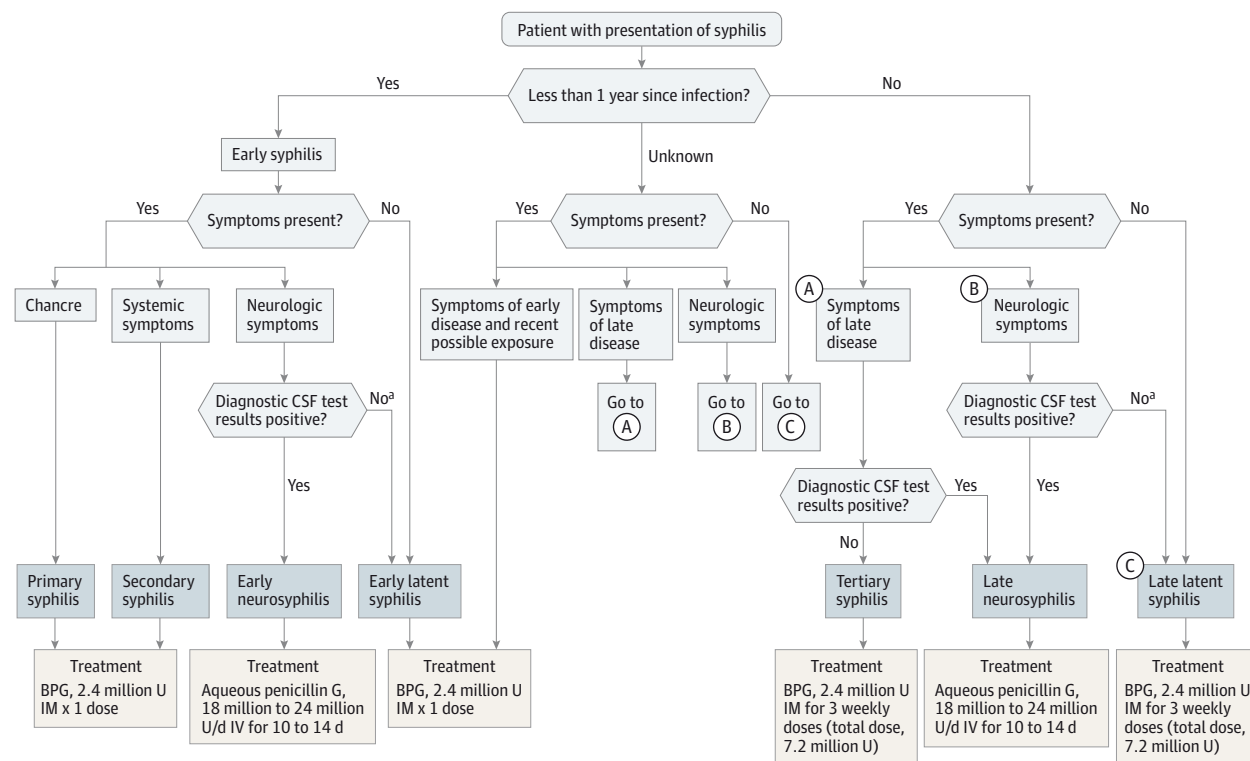 Patient with presentation of syphilis
Less than 1 year since infection?
Yes
No
Unknown
Early syphilis
Yes
Symptoms present?
No
Yes
Symptoms present?
No
Yes
Symptoms present?
No
Chancre
Systemic
symptoms
Neurologic
symptoms
Symptoms of early
disease and recent
possible exposure
Symptoms
of late
disease
Neurologic
symptoms
A
Symptoms
of late
disease
B
Neurologic
symptoms
Diagnostic CSF test
results positive?
Noᵃ
Yes
Go to
A
Go to
B
Go to
C
Diagnostic CSF test
results positive?
Noᵃ
Yes
Diagnostic CSF test
results positive?
Yes
No
Primary
syphilis
Secondary
syphilis
Early
neurosyphilis
Early latent
syphilis
Tertiary
syphilis
Late
neurosyphilis
C
Late latent
syphilis
Treatment
BPG, 2.4 million U
IM x 1 dose
Treatment
Aqueous penicillin G,
18 million to 24 million
U/d IV for 10 to 14 d
Treatment
BPG, 2.4 million U
IM x 1 dose
Treatment
BPG, 2.4 million U
IM for 3 weekly
doses (total dose,
7.2 million U)
Treatment
Aqueous penicillin G,
18 million to 24 million
U/d IV for 10 to 14 d
Treatment
BPG, 2.4 million U
IM for 3 weekly
doses (total dose,
7.2 million U)